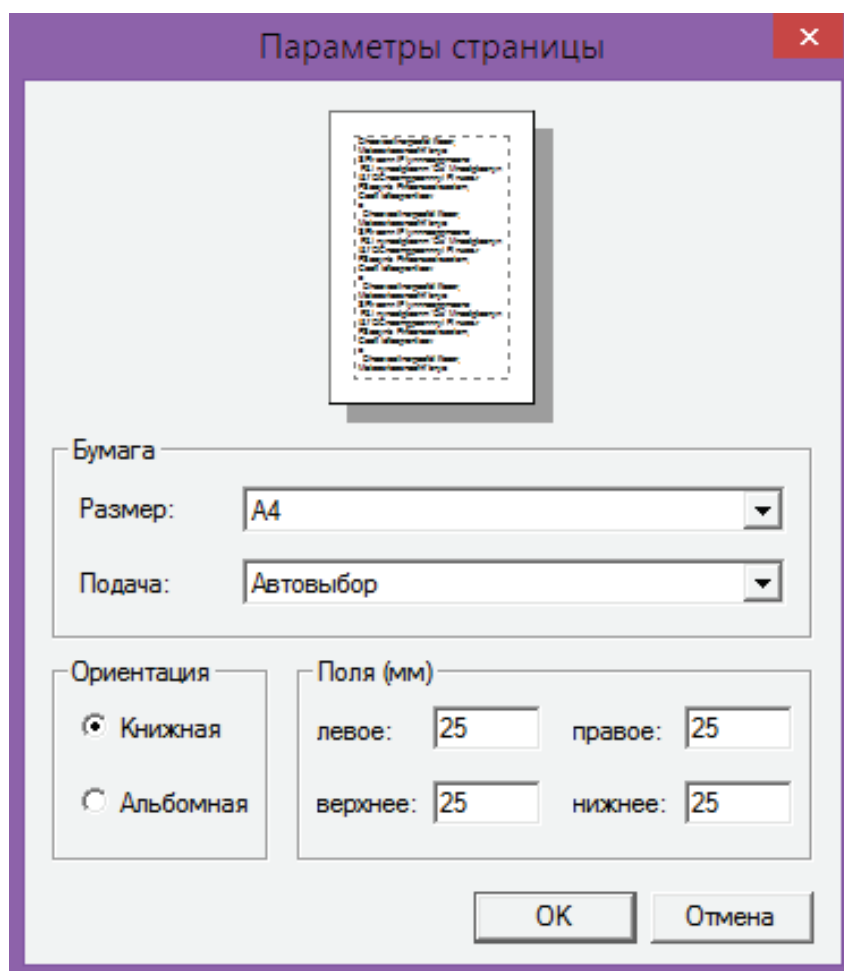 Параметры страницы
Бумага
Размер: A4
Подача: Автовыбор
Ориентация
Книжная
Альбомная
Поля (мм)
левое: 25 правое: 25
верхнее: 25 нижнее: 25
OK Отмена